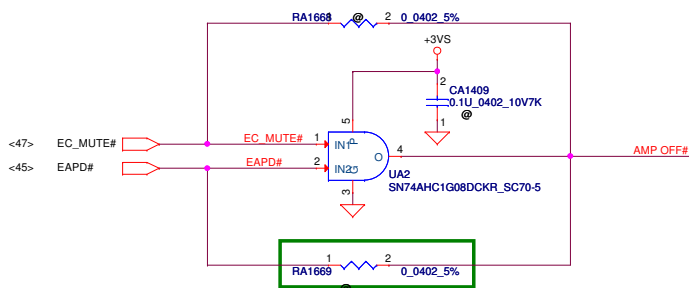 RA1668 1 @ 2 0_0402_5%
+3VS
2
CA1409
0.1U_0402_10V7K
1 @
5
<47> EC_MUTE# EC_MUTE# 1 IN1 P
O 4 AMP OFF#
<45> EAPD# EAPD# 2 IN2 G
UA2
SN74AHC1G08DCKR_SC70-5
3
1 2
RA1669 0_0402_5%
@